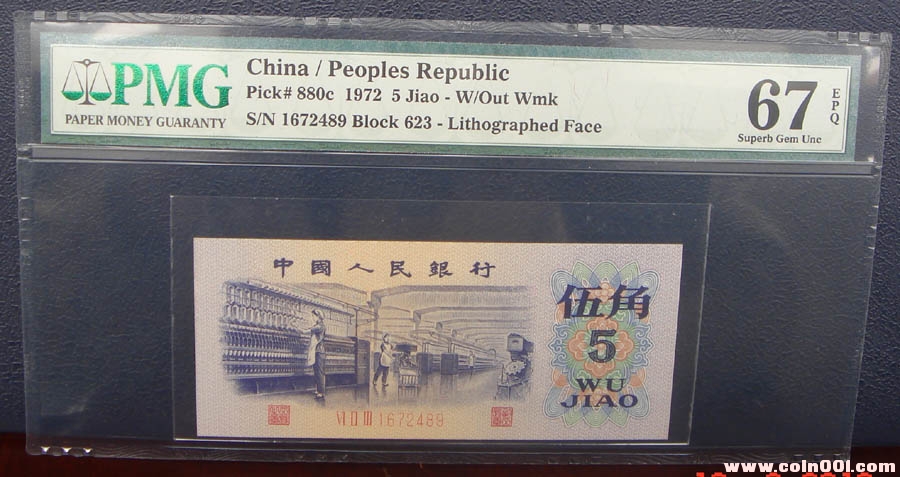 PMG
PAPER MONEY GUARANTY
China / Peoples Republic
Pick# 880c 1972 5 Jiao - W/Out Wmk
S/N 1672489 Block 623 - Lithographed Face
67
EPQ
Superb Gem Unc
中國人民銀行
伍角
5
WU
JIAO
VI II III 1672489
www.coin001.com